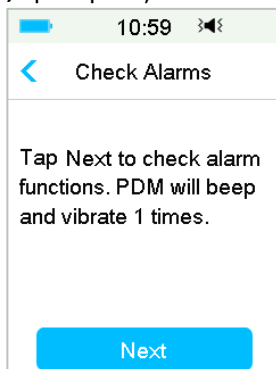 10:59
Check Alarms
Tap Next to check alarm
functions. PDM will beep
and vibrate 1 times.
Next